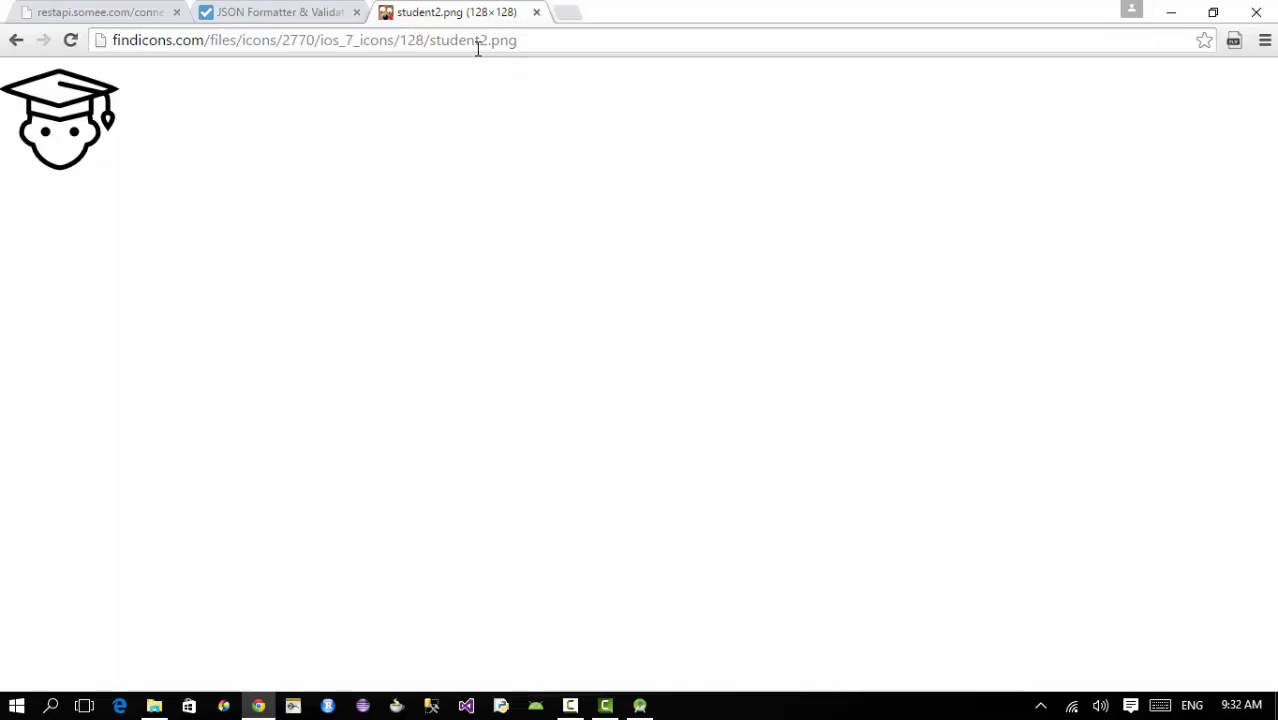 restapi.somee.com/conne
JSON Formatter & Validat
student2.png (128×128)
findicons.com/files/icons/2770/ios_7_icons/128/student2.png
ENG
9:32 AM